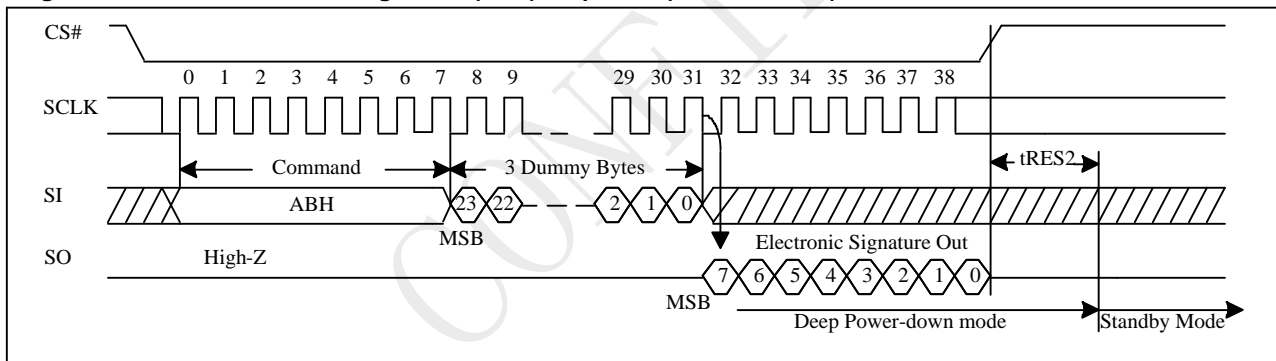 CS#
0 1 2 3 4 5 6 7 8 9 29 30 31 32 33 34 35 36 37 38
SCLK
Command 3 Dummy Bytes tRES2
SI ABH 23 22 2 1 0
MSB
SO High-Z Electronic Signature Out
7 6 5 4 3 2 1 0
MSB
Deep Power-down mode Standby Mode